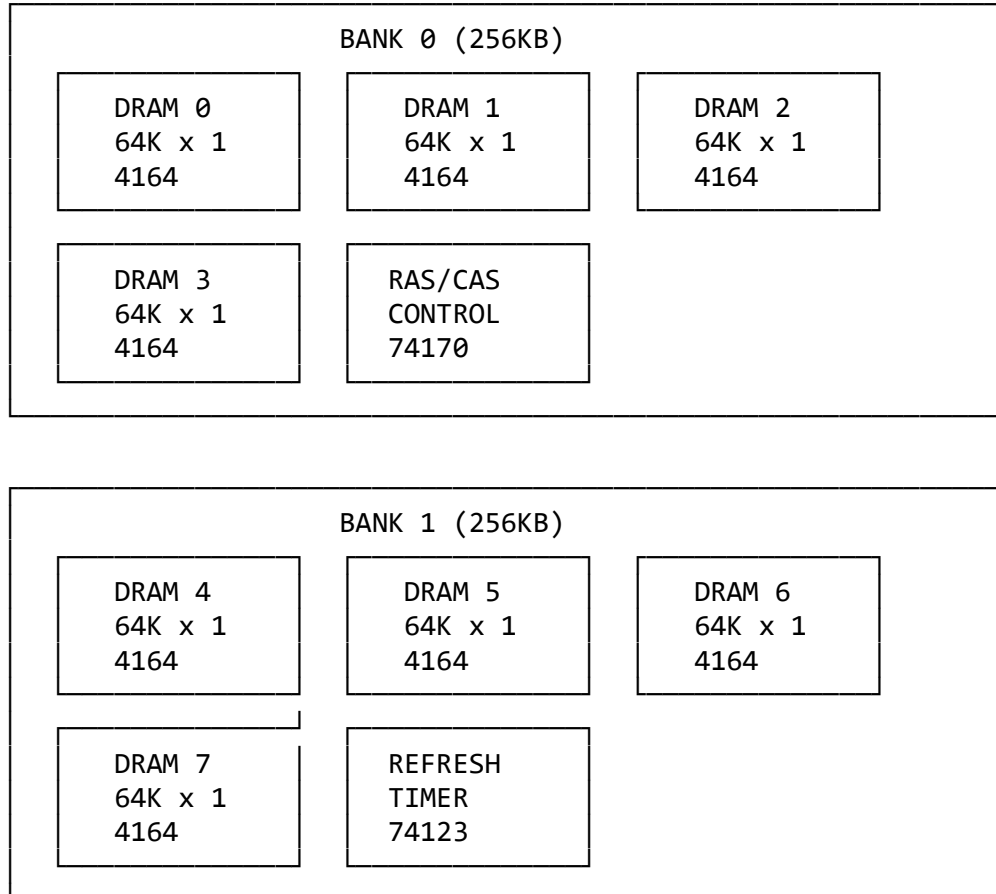 BANK 0 (256KB)
DRAM 0
64K x 1
4164
DRAM 1
64K x 1
4164
DRAM 2
64K x 1
4164
DRAM 3
64K x 1
4164
RAS/CAS
CONTROL
74170
BANK 1 (256KB)
DRAM 4
64K x 1
4164
DRAM 5
64K x 1
4164
DRAM 6
64K x 1
4164
DRAM 7
64K x 1
4164
REFRESH
TIMER
74123